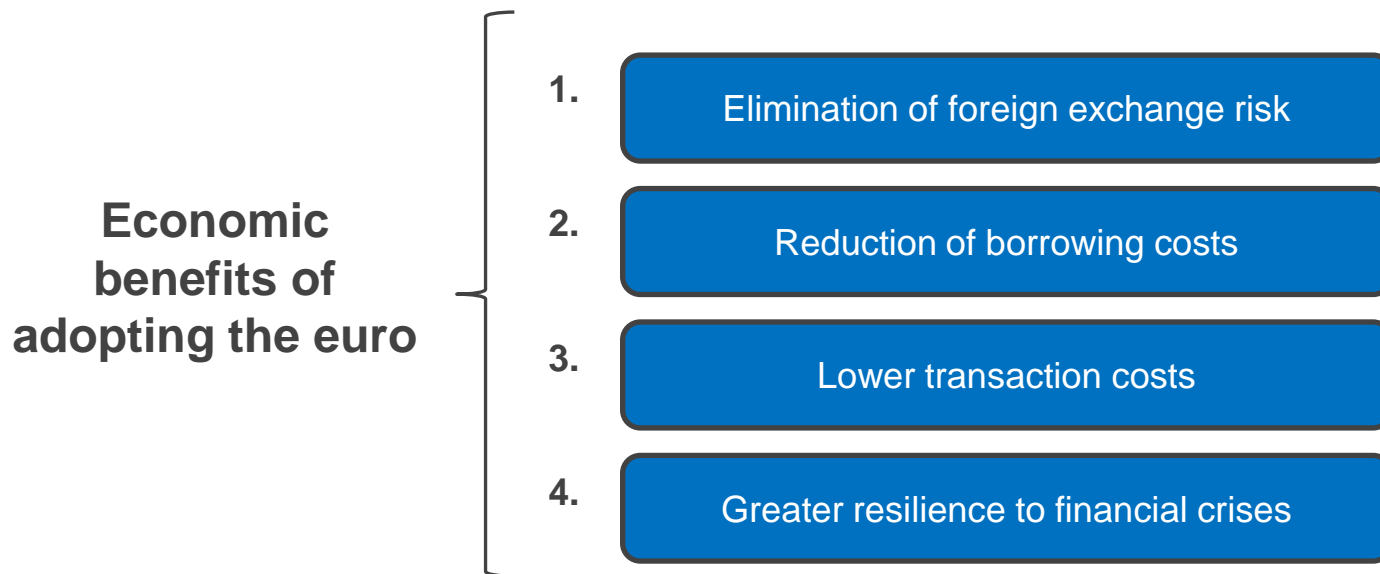 Economic
benefits of
adopting the euro
1.
Elimination of foreign exchange risk
2.
Reduction of borrowing costs
3.
Lower transaction costs
4.
Greater resilience to financial crises